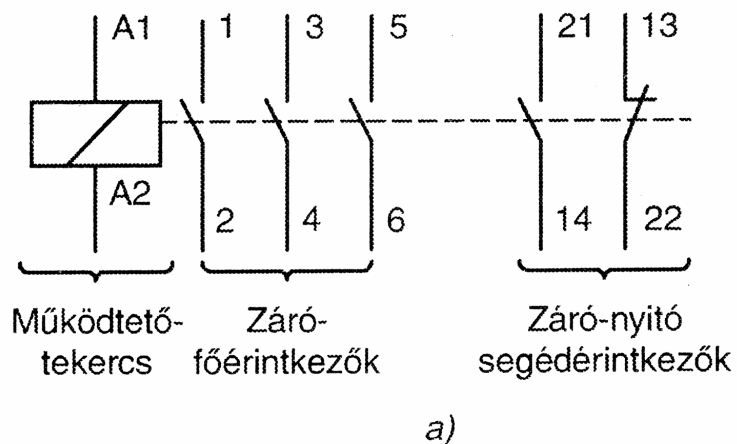 A1 1 3 5 21 13
A2 2 4 6 14 22
Működtető-
tekercs
Záró-
főérintkezők
Záró-nyitó
segédérintkezők
a)